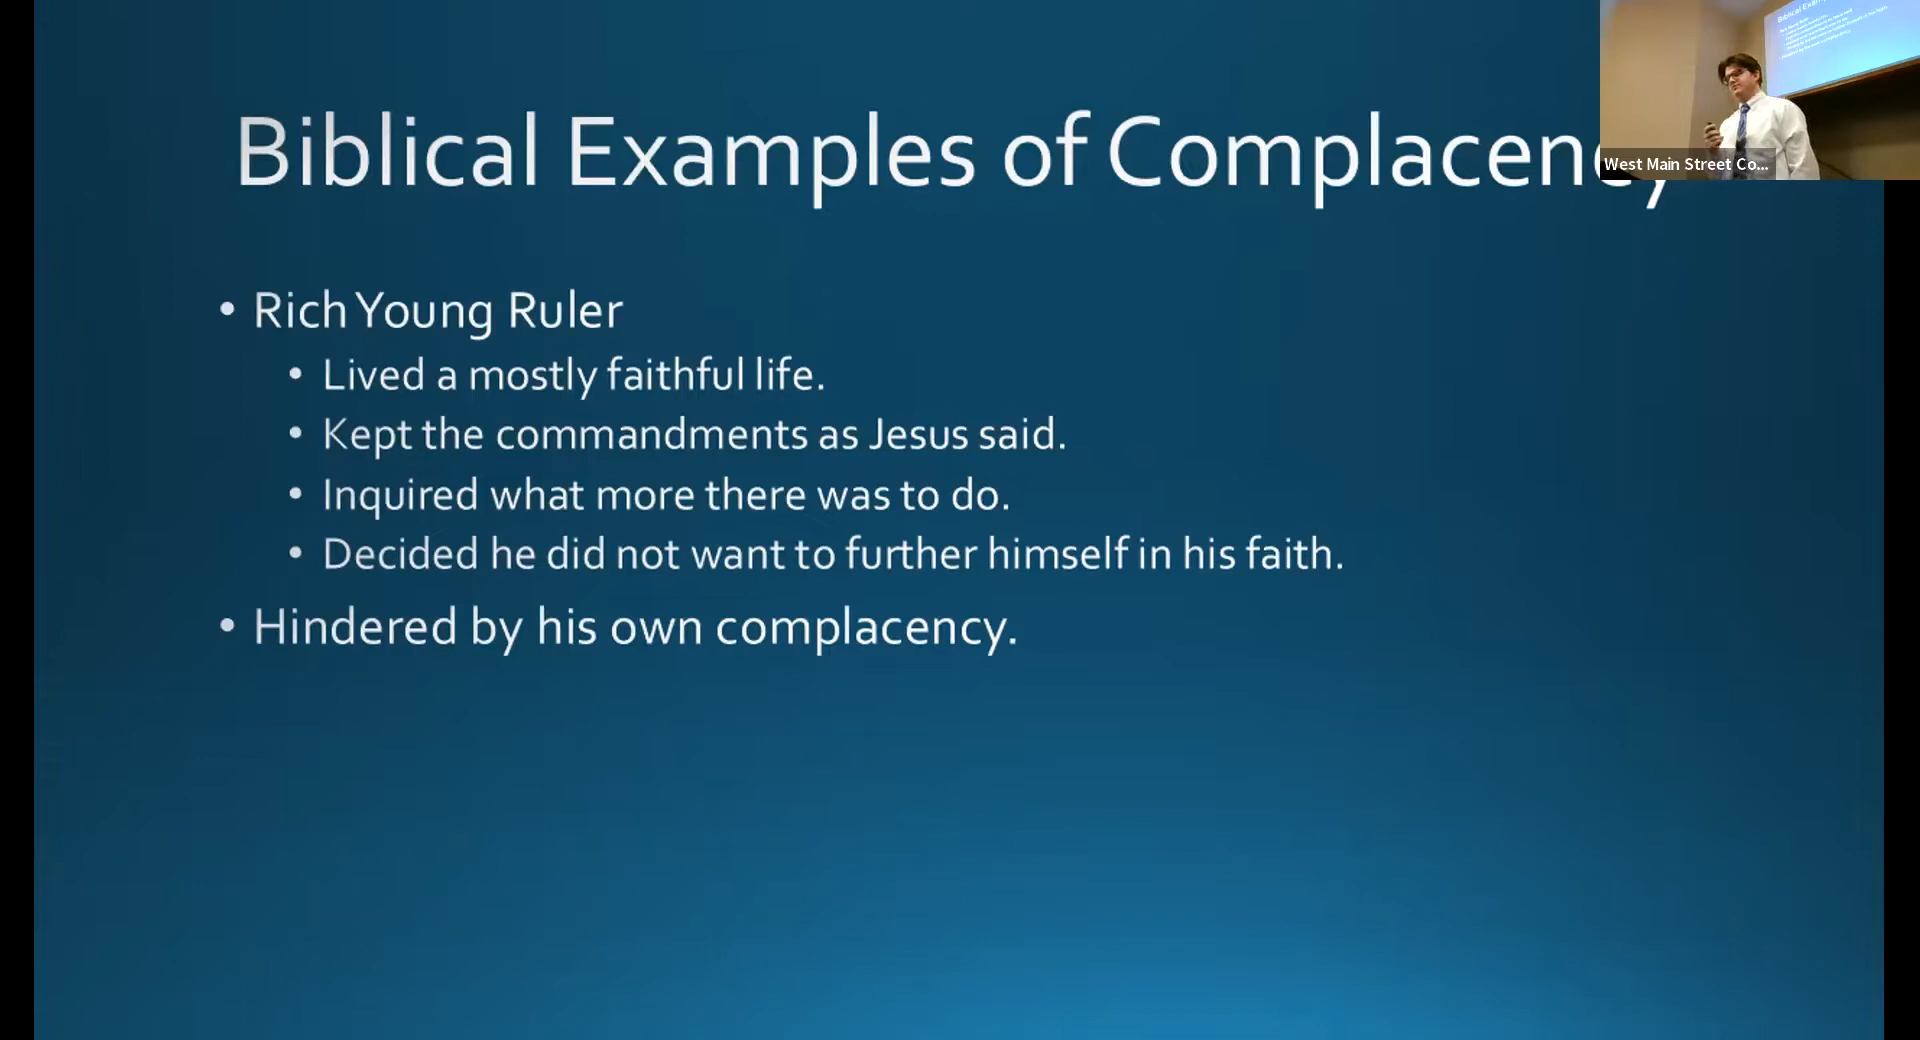 Biblical Examples of Complacency
West Main Street Co...
• Rich Young Ruler
• Lived a mostly faithful life.
• Kept the commandments as Jesus said.
• Inquired what more there was to do.
• Decided he did not want to further himself in his faith.
• Hindered by his own complacency.